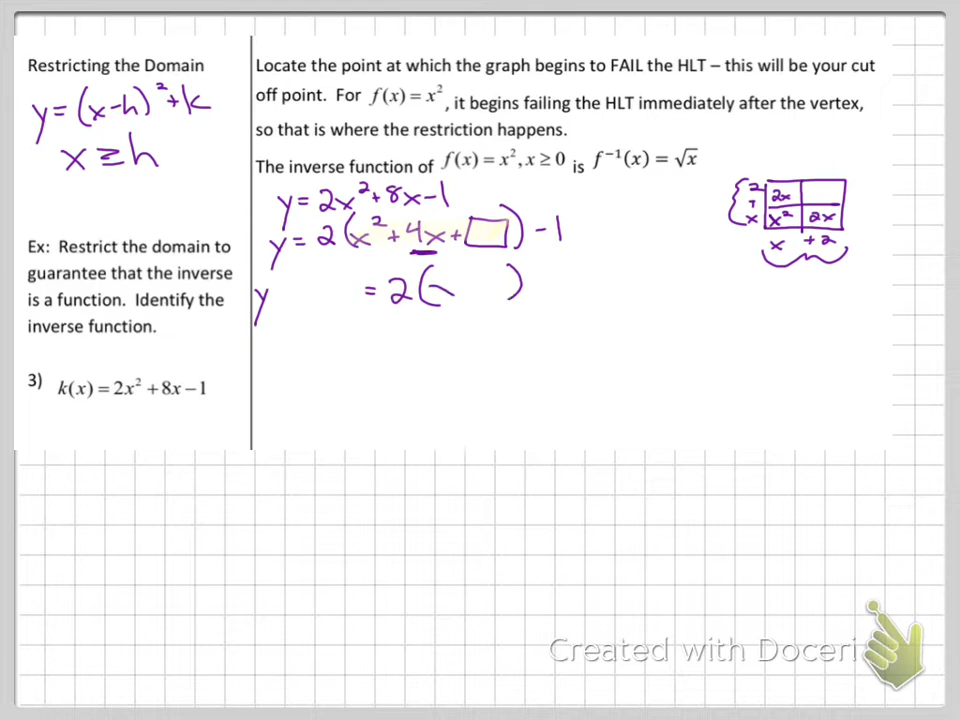 Restricting the Domain
y = (x-h)² + k
x ≥ h
Ex: Restrict the domain to
guarantee that the inverse
is a function. Identify the
inverse function.
3) k(x) = 2x² + 8x − 1
Locate the point at which the graph begins to FAIL the HLT – this will be your cut
off point. For f(x) = x², it begins failing the HLT immediately after the vertex,
so that is where the restriction happens.
The inverse function of f(x) = x², x ≥ 0 is f⁻¹(x) = √x
y = 2x² + 8x - 1
y = 2(x² + 4x + □) - 1
y = 2( )
2 2x
+
x x² 2x
x +2
Created with Doceri